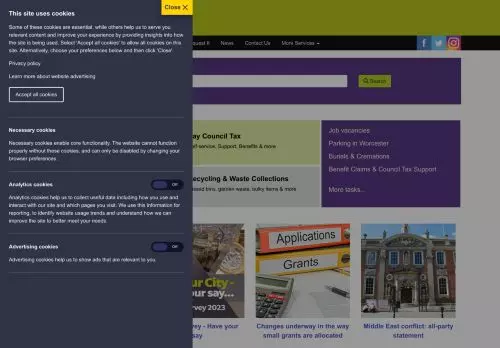 Close ×
This site uses cookies
Some of these cookies are essential, while others help us to serve you
relevant content and improve your experience by providing insights into
how the site is being used. Select 'Accept all cookies' to allow all cookies on
this site. Alternatively, choose your preferences below and then click 'Close'
Privacy policy
Learn more about website advertising
Accept all cookies
Necessary cookies
Necessary cookies enable core functionality. The website cannot function
properly without these cookies, and can only be disabled by changing your
browser preferences.
Analytics cookies
Off
Analytics cookies help us to collect useful data including how you use and
interact with our site and which pages you visit. We use this information for
reporting, to identify website usage trends and understand how we can
improve the site to better meet your needs.
Advertising cookies
Off
Advertising cookies help us to show ads that are relevant to you.
quest It
News
Contact Us
More Services
Search
ay Council Tax
elf-service, Support, Benefits & more
ecycling & Waste Collections
issed bins, garden waste, bulky items & more
Job vacancies
Parking in Worcester
Burials & Cremations
Benefit Claims & Council Tax Support
More tasks...
ur City -
ur say...
vey 2023
Applications
Grants
vey - Have your
say
Changes underway in the way
small grants are allocated
Middle East conflict: all-party
statement